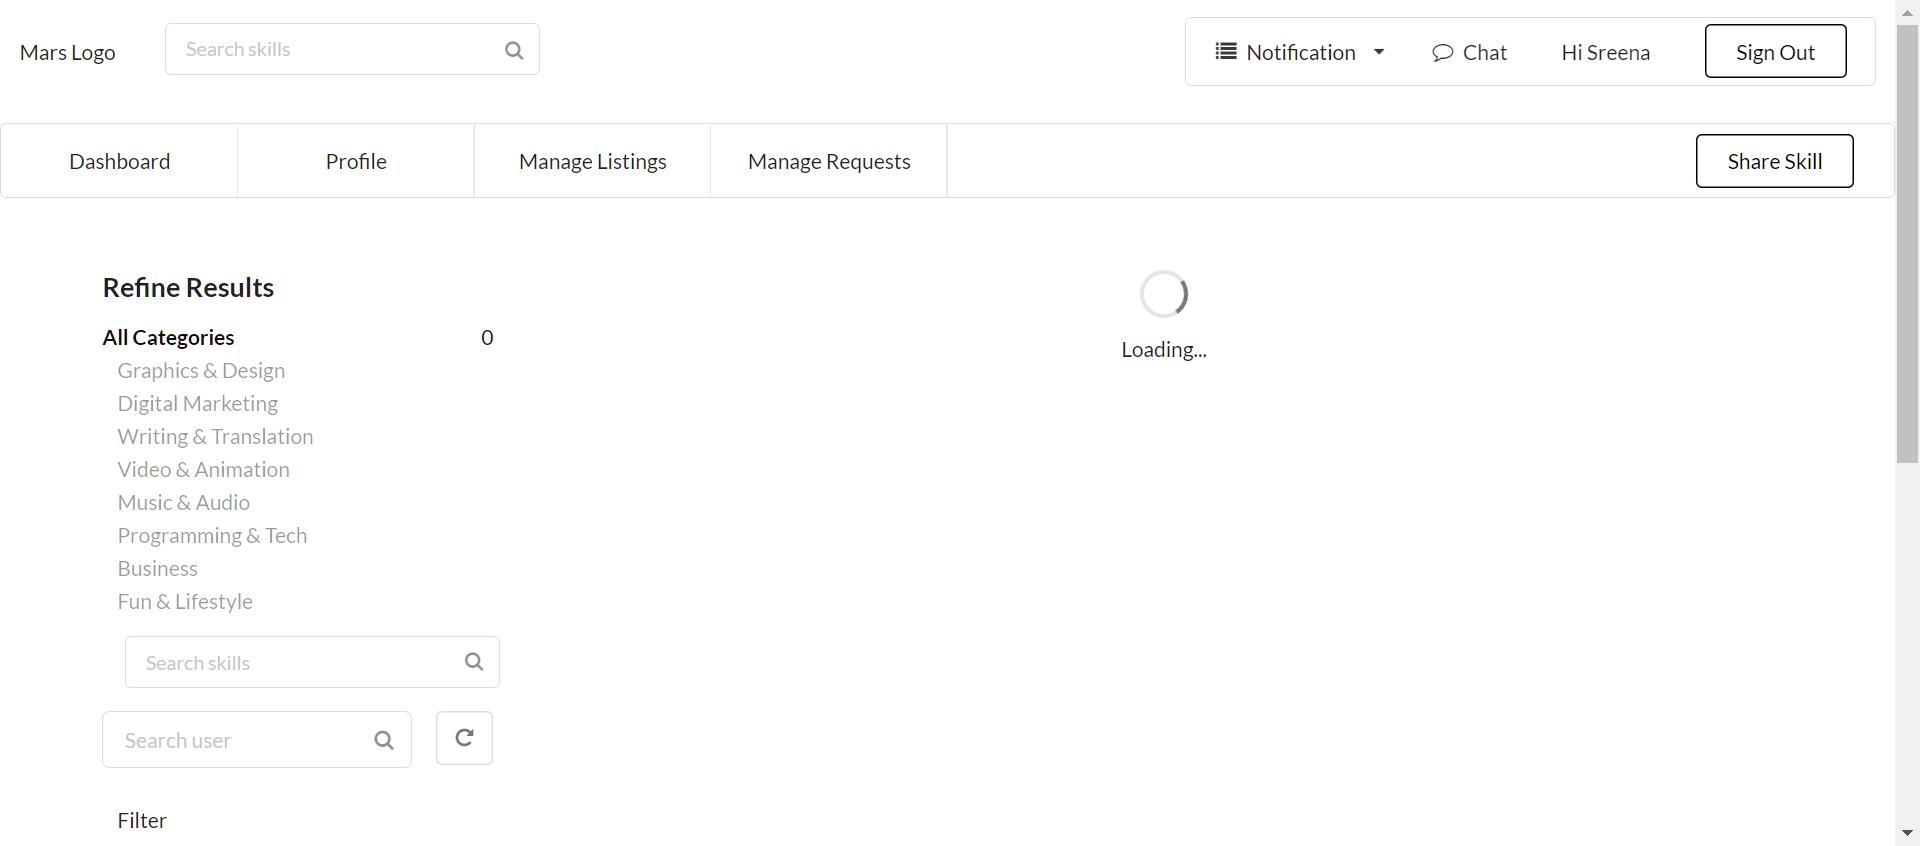 Mars Logo
Search skills
Notification
Chat
Hi Sreena
Sign Out
Dashboard
Profile
Manage Listings
Manage Requests
Share Skill
Refine Results
All Categories 0
Graphics & Design
Digital Marketing
Writing & Translation
Video & Animation
Music & Audio
Programming & Tech
Business
Fun & Lifestyle
Search skills
Search user
Filter
Loading...